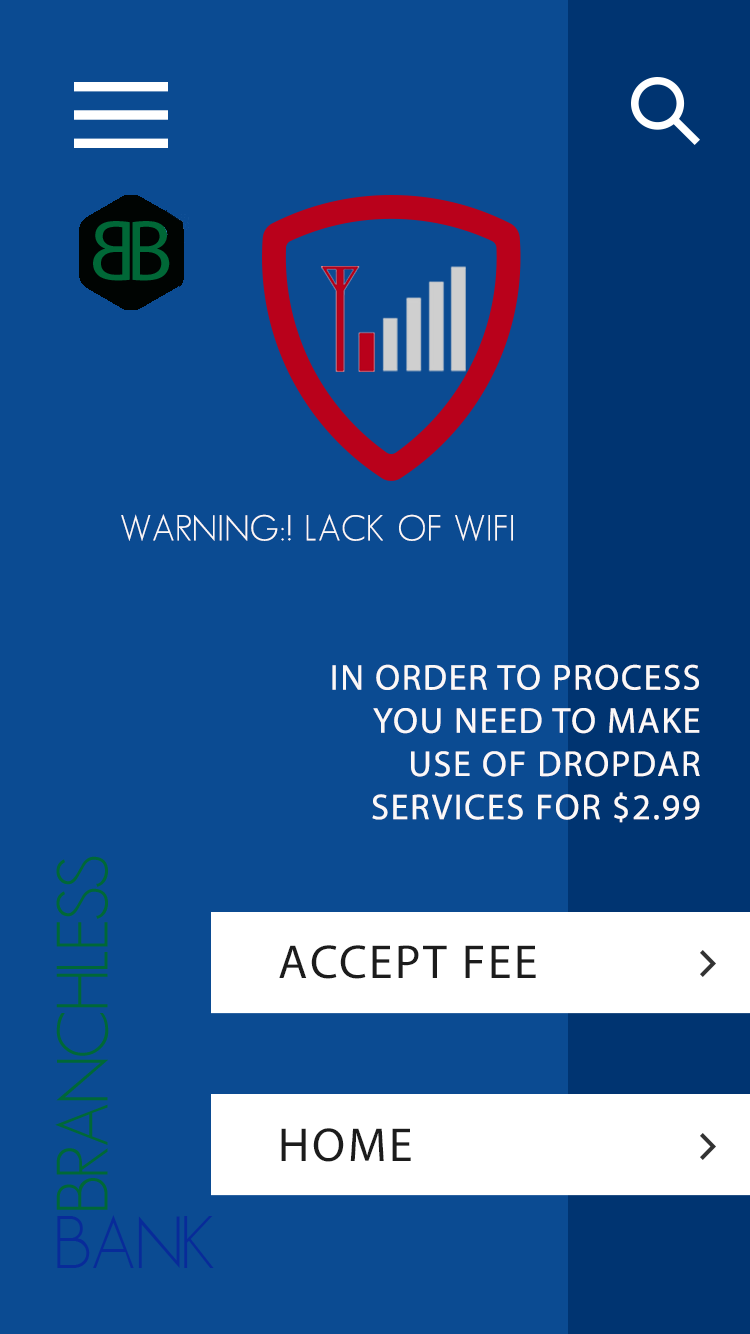 BB
WARNING:! LACK OF WIFI
IN ORDER TO PROCESS
YOU NEED TO MAKE
USE OF DROPDAR
SERVICES FOR $2.99
ACCEPT FEE
HOME
BRANCHLESS
BANK